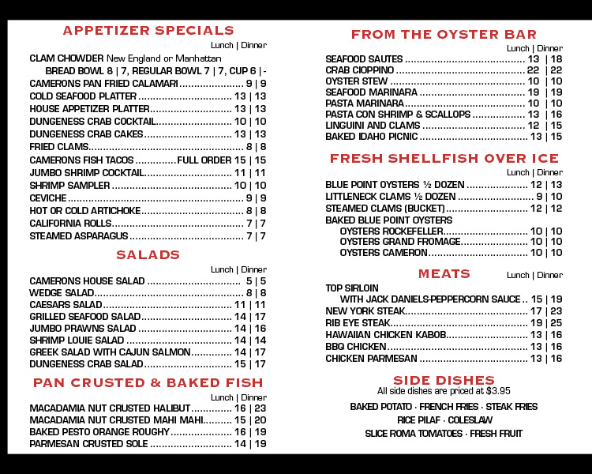 APPETIZER SPECIALS
Lunch | Dinner
CLAM CHOWDER New England or Manhattan
BREAD BOWL 8 | 7, REGULAR BOWL 7 | 7, CUP 6 | -
CAMERONS PAN FRIED CALAMARI ........................ 9 | 9
COLD SEAFOOD PLATTER ................................ 13 | 13
HOUSE APPETIZER PLATTER............................ 13 | 13
DUNGENESS CRAB COCKTAIL......................... 10 | 10
DUNGENESS CRAB CAKES.............................. 13 | 13
FRIED CLAMS.................................................... 8 | 8
CAMERONS FISH TACOS ..............FULL ORDER 15 | 15
JUMBO SHRIMP COCKTAIL............................... 11 | 11
SHRIMP SAMPLER .......................................... 10 | 10
CEVICHE ............................................................ 9 | 9
HOT OR COLD ARTICHOKE................................... 8 | 8
CALIFORNIA ROLLS............................................. 7 | 7
STEAMED ASPARAGUS....................................... 7 | 7
SALADS
Lunch | Dinner
CAMERONS HOUSE SALAD ................................ 5 | 5
WEDGE SALAD................................................... 8 | 8
CAESARS SALAD............................................. 11 | 11
GRILLED SEAFOOD SALAD............................... 14 | 17
JUMBO PRAWNS SALAD ................................. 14 | 16
SHRIMP LOUIE SALAD .................................... 14 | 14
GREEK SALAD WITH CAJUN SALMON.............. 14 | 17
DUNGENESS CRAB SALAD.............................. 15 | 17
PAN CRUSTED & BAKED FISH
Lunch | Dinner
MACADAMIA NUT CRUSTED HALIBUT.............. 16 | 23
MACADAMIA NUT CRUSTED MAHI MAHI.......... 15 | 20
BAKED PESTO ORANGE ROUGHY..................... 16 | 19
PARMESAN CRUSTED SOLE ............................ 14 | 19
FROM THE OYSTER BAR
Lunch | Dinner
SEAFOOD SAUTES ............................................ 13 | 18
CRAB CIOPPINO ............................................... 22 | 22
OYSTER STEW ................................................. 10 | 10
SEAFOOD MARINARA ...................................... 19 | 19
PASTA MARINARA............................................ 10 | 10
PASTA CON SHRIMP & SCALLOPS .................... 13 | 16
LINGUINI AND CLAMS ...................................... 12 | 15
BAKED IDAHO PICNIC ....................................... 13 | 15
FRESH SHELLFISH OVER ICE
Lunch | Dinner
BLUE POINT OYSTERS ½ DOZEN ...................... 12 | 13
LITTLENECK CLAMS ½ DOZEN ........................... 9 | 10
STEAMED CLAMS (BUCKET).............................. 12 | 12
BAKED BLUE POINT OYSTERS
OYSTERS ROCKEFELLER.............................. 10 | 10
OYSTERS GRAND FROMAGE........................ 10 | 10
OYSTERS CAMERON.................................... 10 | 10
MEATS
Lunch | Dinner
TOP SIRLOIN
WITH JACK DANIELS-PEPPERCORN SAUCE .. 15 | 19
NEW YORK STEAK............................................ 17 | 23
RIB EYE STEAK.................................................. 19 | 25
HAWAIIAN CHICKEN KABOB.............................. 13 | 16
BBQ CHICKEN.................................................... 13 | 16
CHICKEN PARMESAN ....................................... 13 | 16
SIDE DISHES
All side dishes are priced at $3.95
BAKED POTATO · FRENCH FRIES · STEAK FRIES
RICE PILAF · COLESLAW
SLICE ROMA TOMATOES · FRESH FRUIT